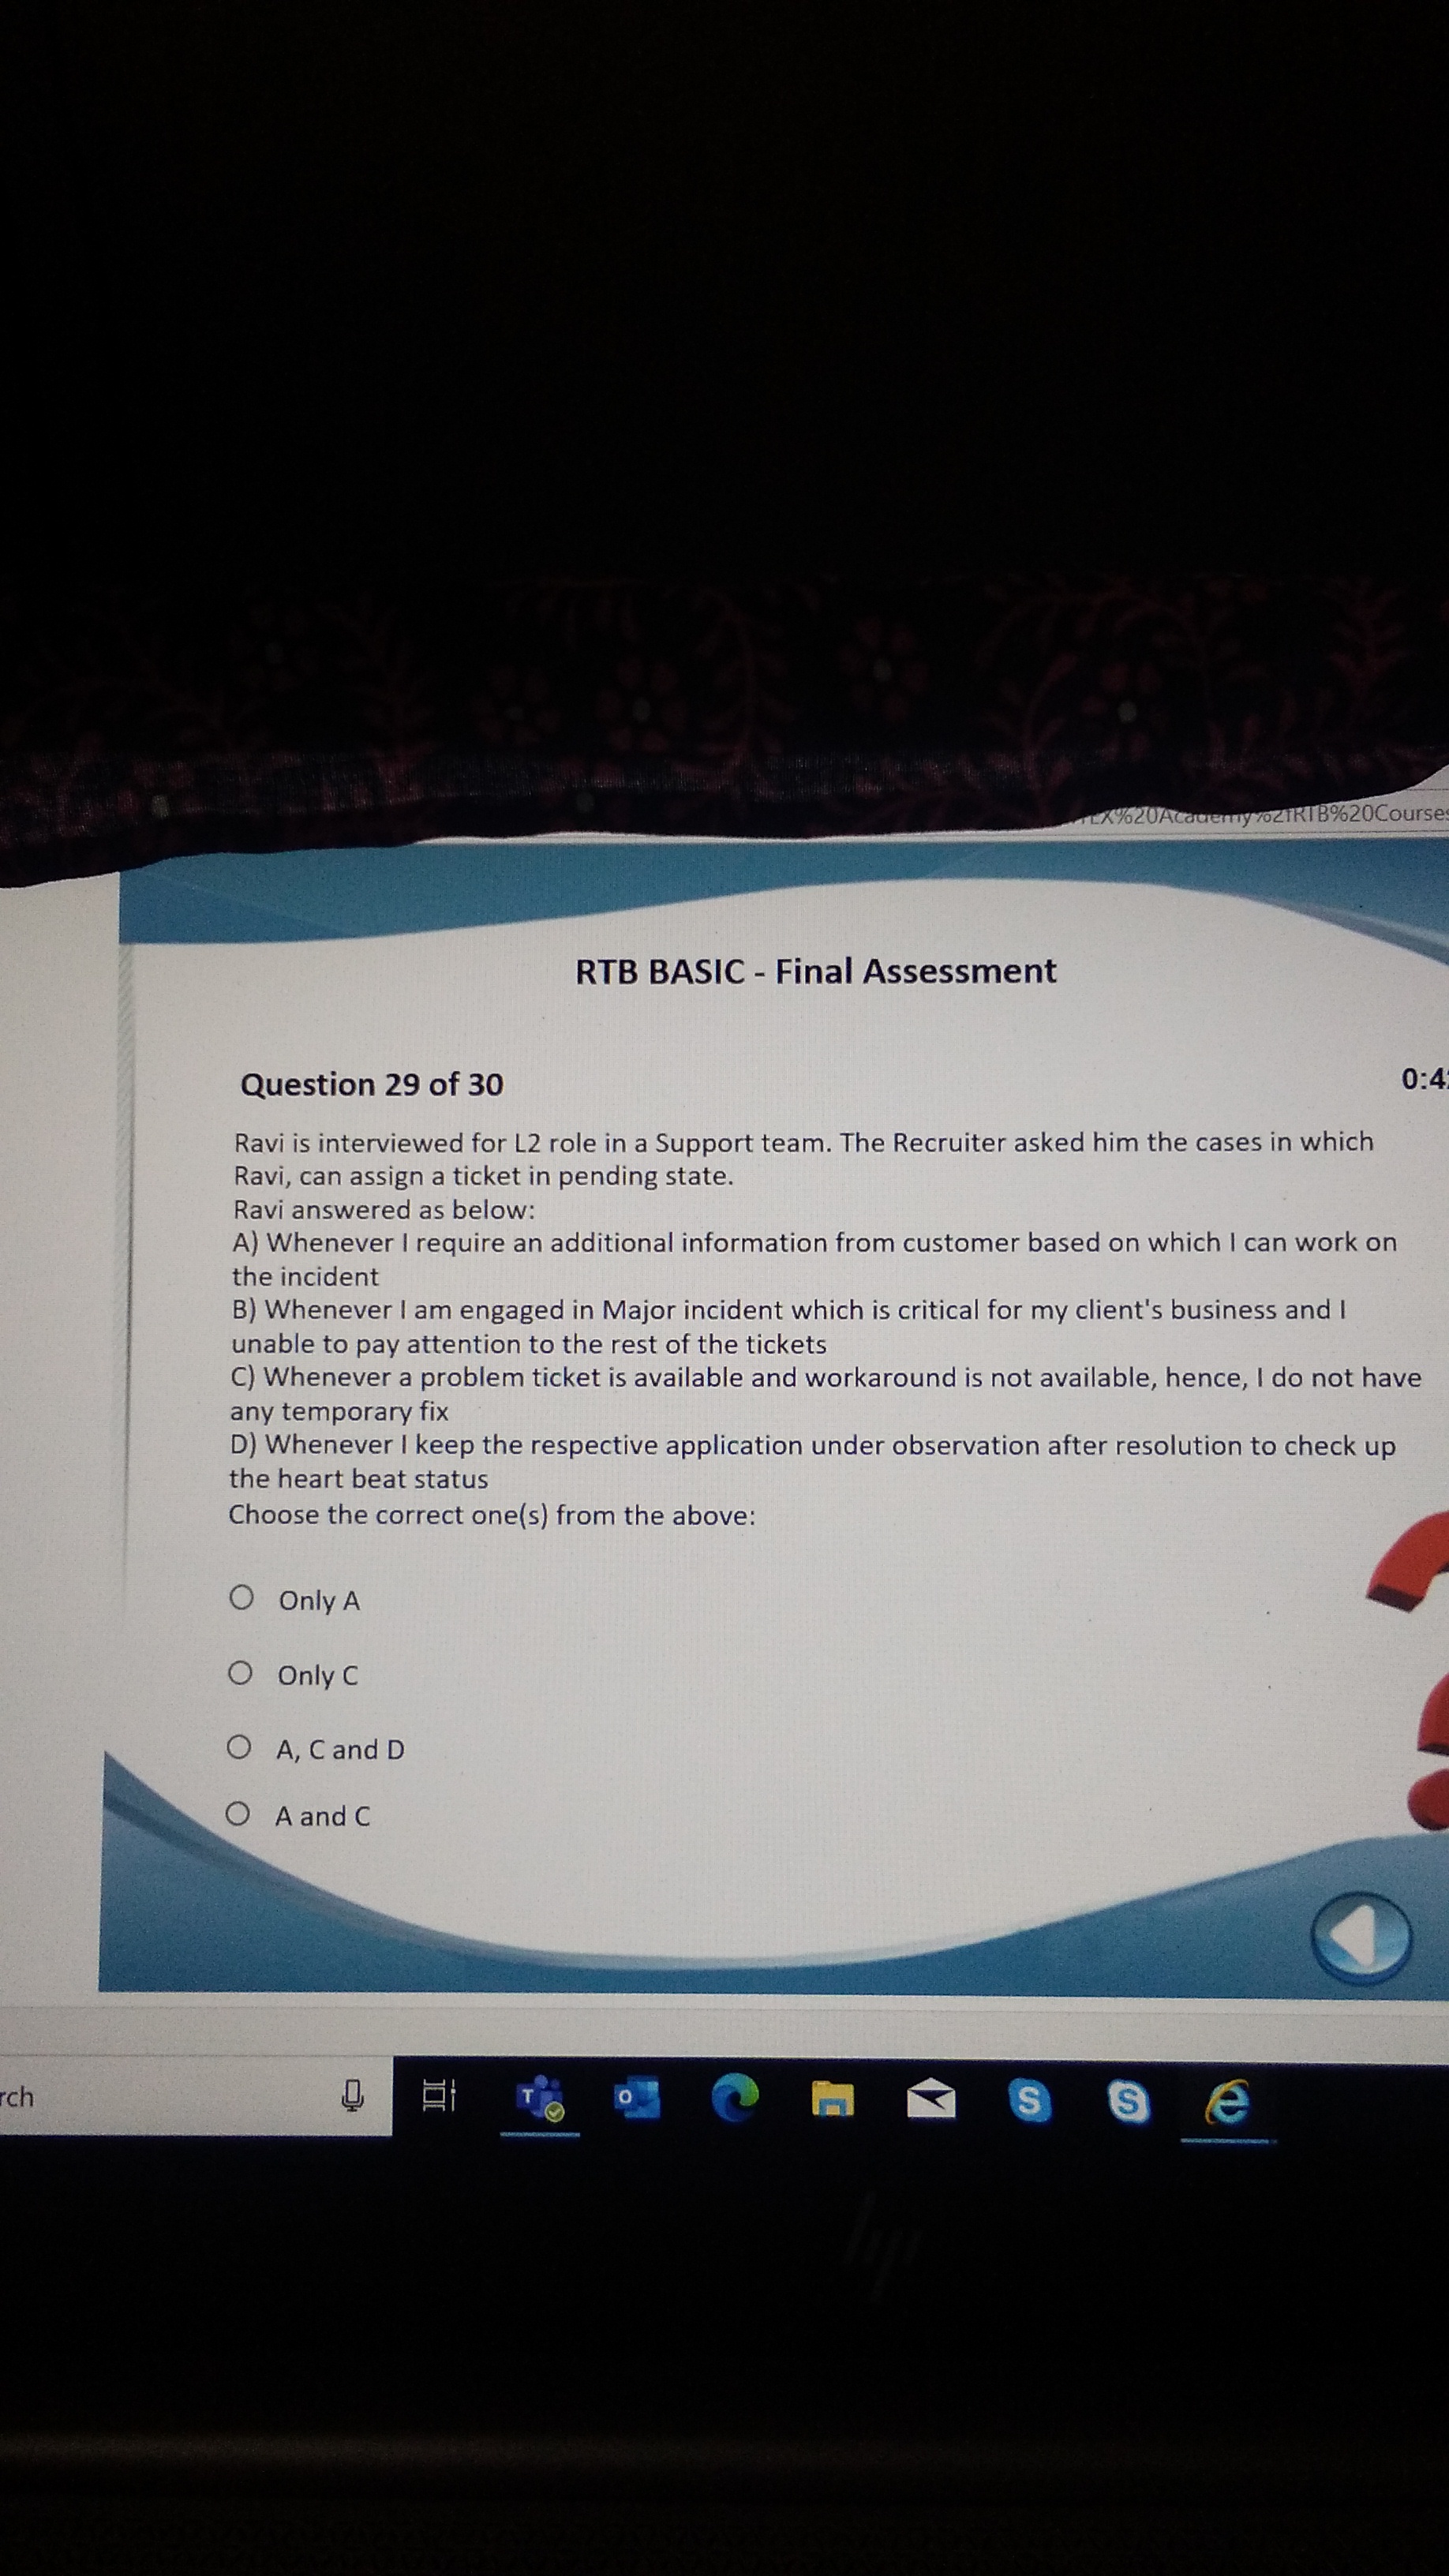 X%20Academy%2fRTB%20Courses
RTB BASIC - Final Assessment
Question 29 of 30
0:4
Ravi is interviewed for L2 role in a Support team. The Recruiter asked him the cases in which
Ravi, can assign a ticket in pending state.
Ravi answered as below:
A) Whenever I require an additional information from customer based on which I can work on
the incident
B) Whenever I am engaged in Major incident which is critical for my client's business and I
unable to pay attention to the rest of the tickets
C) Whenever a problem ticket is available and workaround is not available, hence, I do not have
any temporary fix
D) Whenever I keep the respective application under observation after resolution to check up
the heart beat status
Choose the correct one(s) from the above:
Only A
Only C
A, C and D
A and C
rch
hp